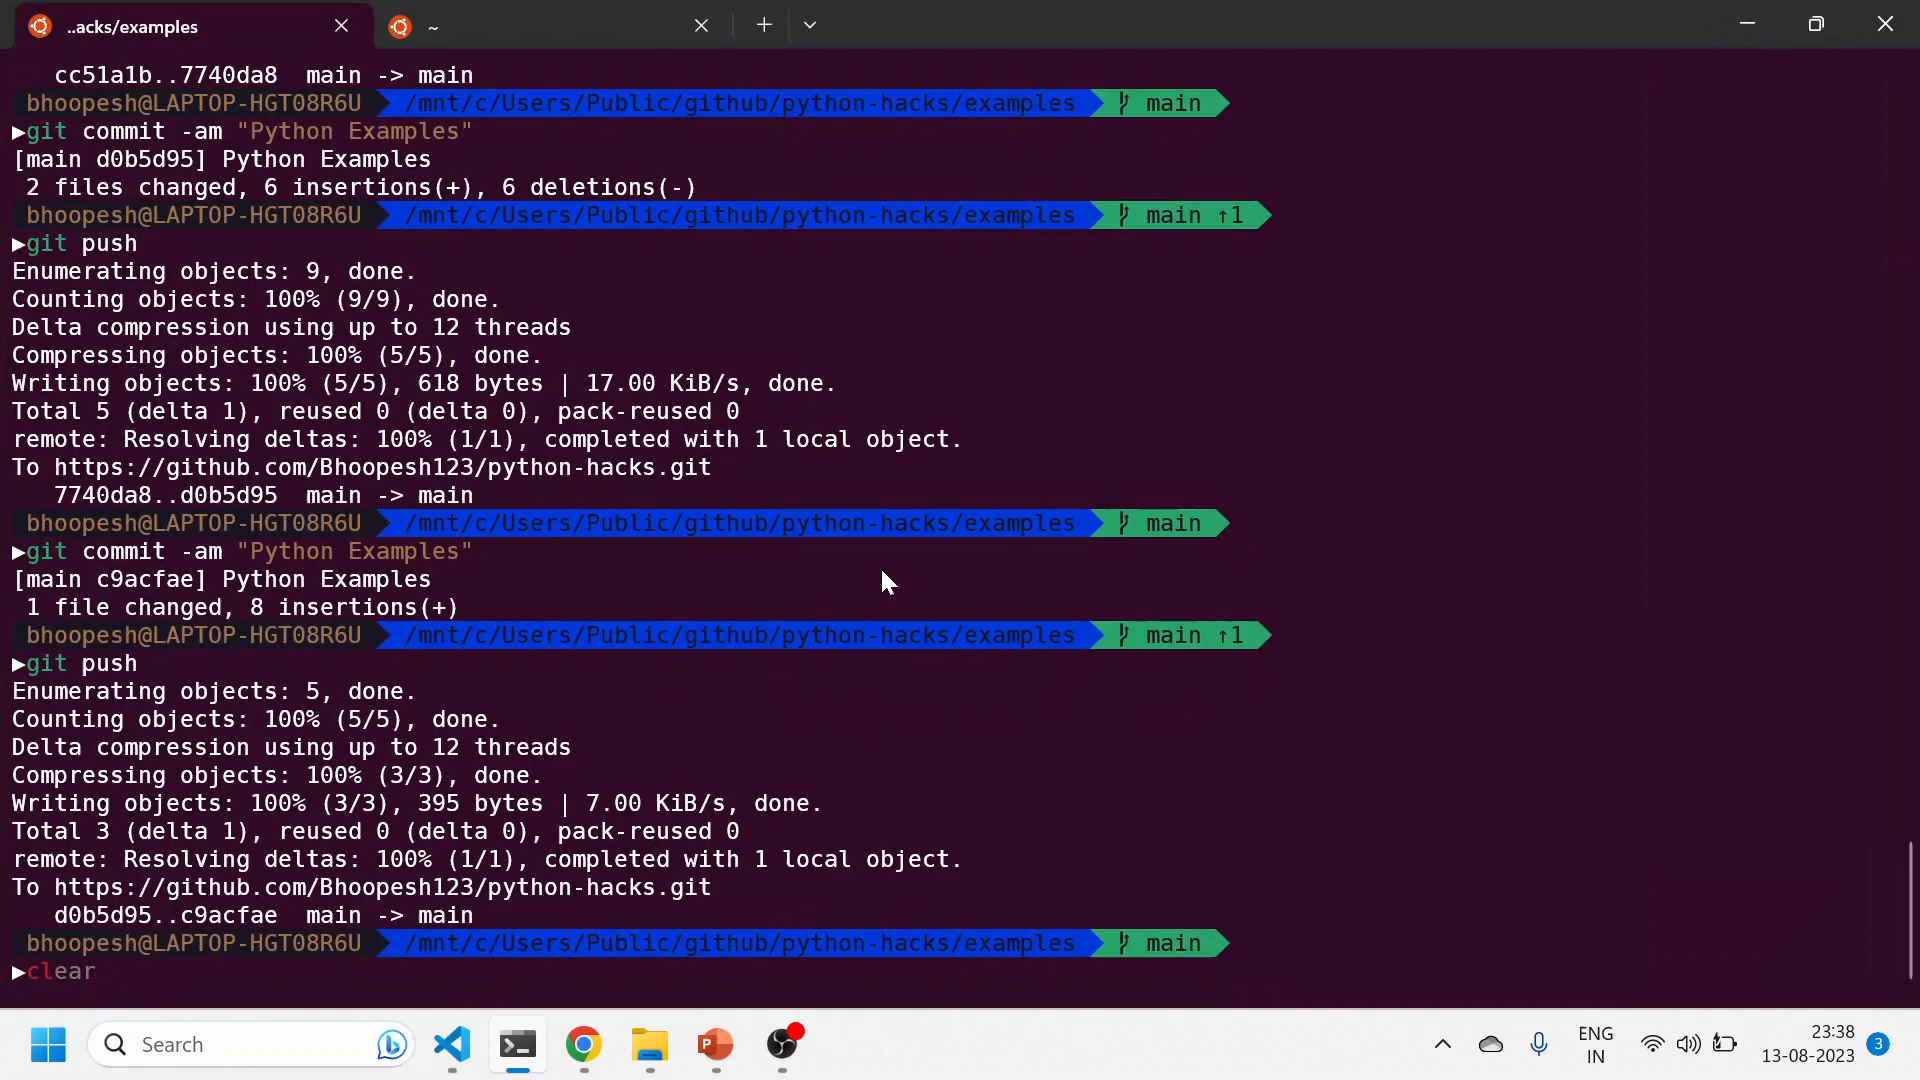 ..acks/examples
~
cc51a1b..7740da8  main -> main
bhoopesh@LAPTOP-HGT08R6U /mnt/c/Users/Public/github/python-hacks/examples main
▶git commit -am "Python Examples"
[main d0b5d95] Python Examples
2 files changed, 6 insertions(+), 6 deletions(-)
bhoopesh@LAPTOP-HGT08R6U /mnt/c/Users/Public/github/python-hacks/examples main ↑1
▶git push
Enumerating objects: 9, done.
Counting objects: 100% (9/9), done.
Delta compression using up to 12 threads
Compressing objects: 100% (5/5), done.
Writing objects: 100% (5/5), 618 bytes | 17.00 KiB/s, done.
Total 5 (delta 1), reused 0 (delta 0), pack-reused 0
remote: Resolving deltas: 100% (1/1), completed with 1 local object.
To https://github.com/Bhoopesh123/python-hacks.git
7740da8..d0b5d95  main -> main
bhoopesh@LAPTOP-HGT08R6U /mnt/c/Users/Public/github/python-hacks/examples main
▶git commit -am "Python Examples"
[main c9acfae] Python Examples
1 file changed, 8 insertions(+)
bhoopesh@LAPTOP-HGT08R6U /mnt/c/Users/Public/github/python-hacks/examples main ↑1
▶git push
Enumerating objects: 5, done.
Counting objects: 100% (5/5), done.
Delta compression using up to 12 threads
Compressing objects: 100% (3/3), done.
Writing objects: 100% (3/3), 395 bytes | 7.00 KiB/s, done.
Total 3 (delta 1), reused 0 (delta 0), pack-reused 0
remote: Resolving deltas: 100% (1/1), completed with 1 local object.
To https://github.com/Bhoopesh123/python-hacks.git
d0b5d95..c9acfae  main -> main
bhoopesh@LAPTOP-HGT08R6U /mnt/c/Users/Public/github/python-hacks/examples main
▶clear
Search
P
ENG
IN
23:38
13-08-2023
3